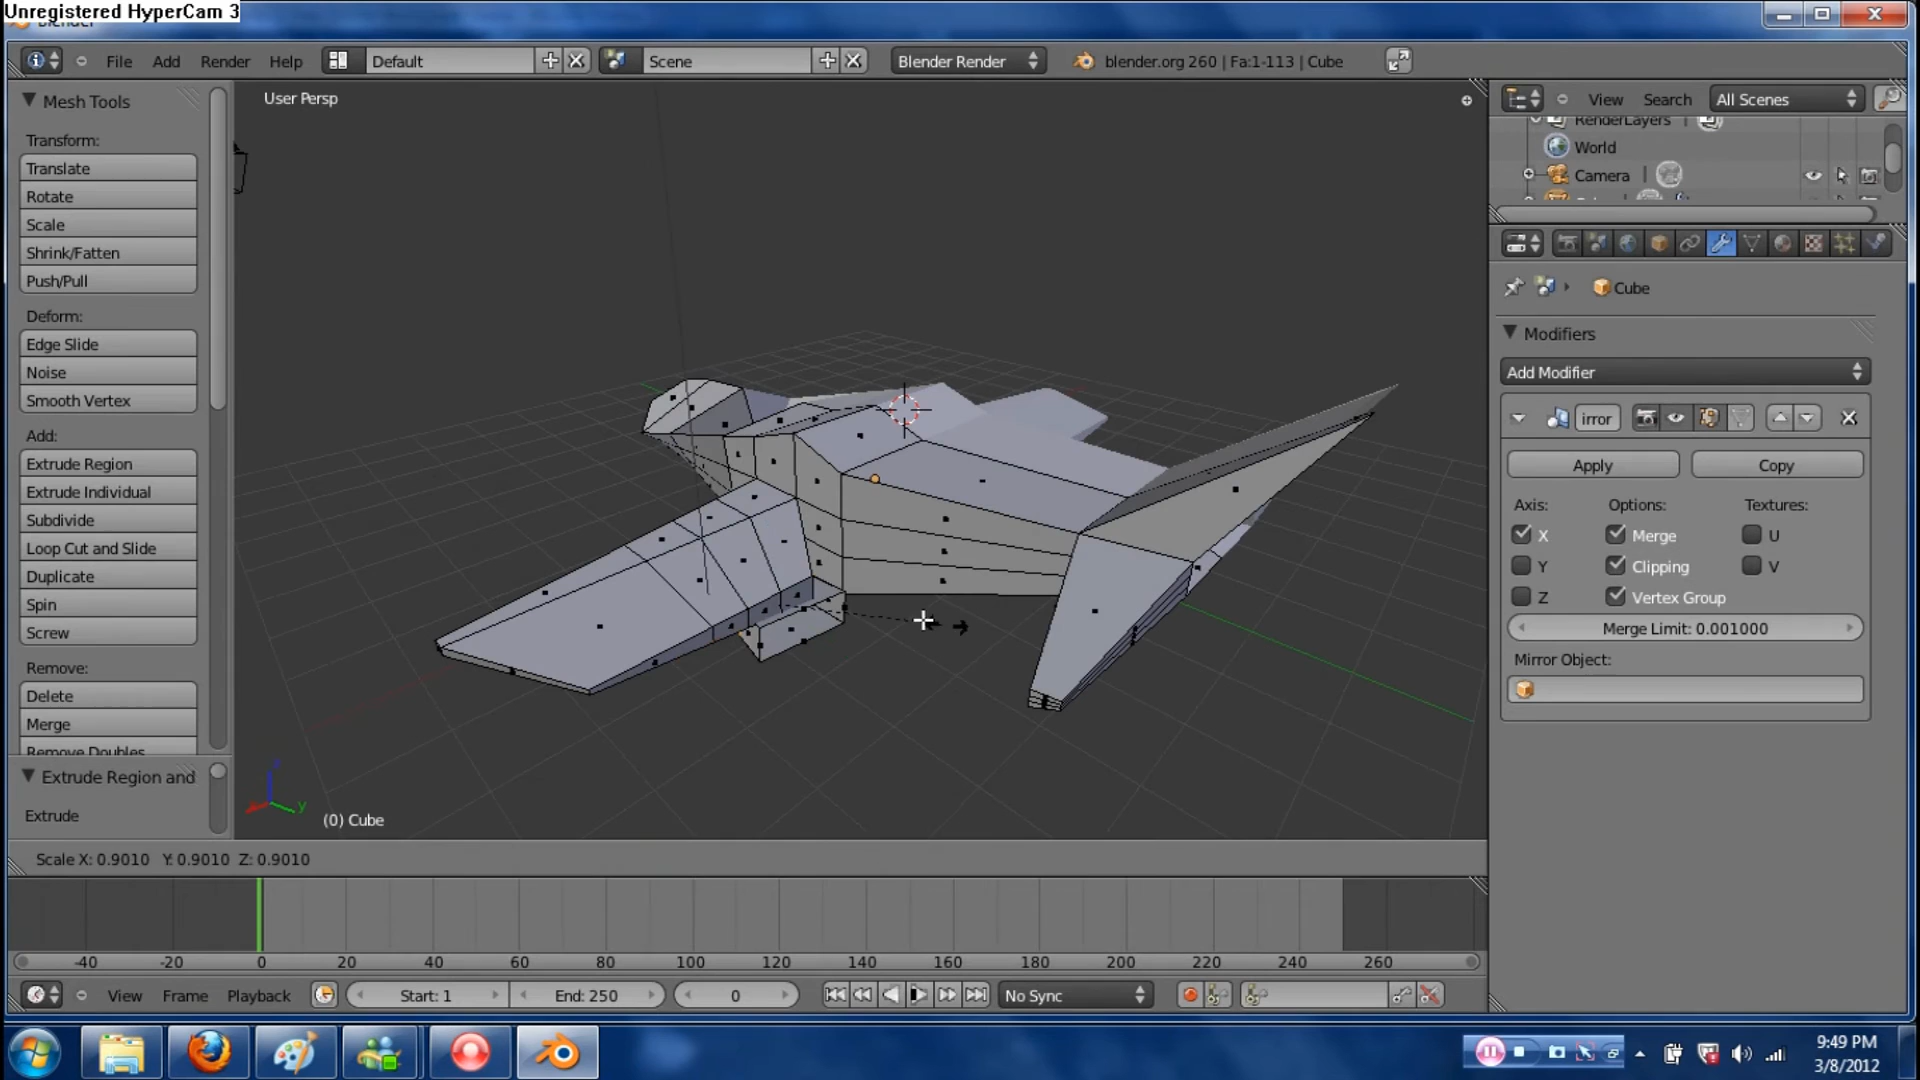 Unregistered HyperCam 3
Blender
File Add Render Help Default Scene Blender Render blender.org 260 | Fa:1-113 | Cube
Mesh Tools
Transform:
Translate
Rotate
Scale
Shrink/Fatten
Push/Pull
Deform:
Edge Slide
Noise
Smooth Vertex
Add:
Extrude Region
Extrude Individual
Subdivide
Loop Cut and Slide
Duplicate
Spin
Screw
Remove:
Delete
Merge
Remove Doubles
Extrude Region and
Extrude
User Persp
(0) Cube
x y
View Search All Scenes
RenderLayers |
World
Camera |
Cube
Modifiers
Add Modifier
irror
Apply Copy
Axis: Options: Textures:
X Merge U
Y Clipping V
Z Vertex Group
Merge Limit: 0.001000
Mirror Object:
Scale X: 0.9010 Y: 0.9010 Z: 0.9010
-40 -20 0 20 40 60 80 100 120 140 160 180 200 220 240 260
View Frame Playback Start: 1 End: 250 0 No Sync
9:49 PM
3/8/2012